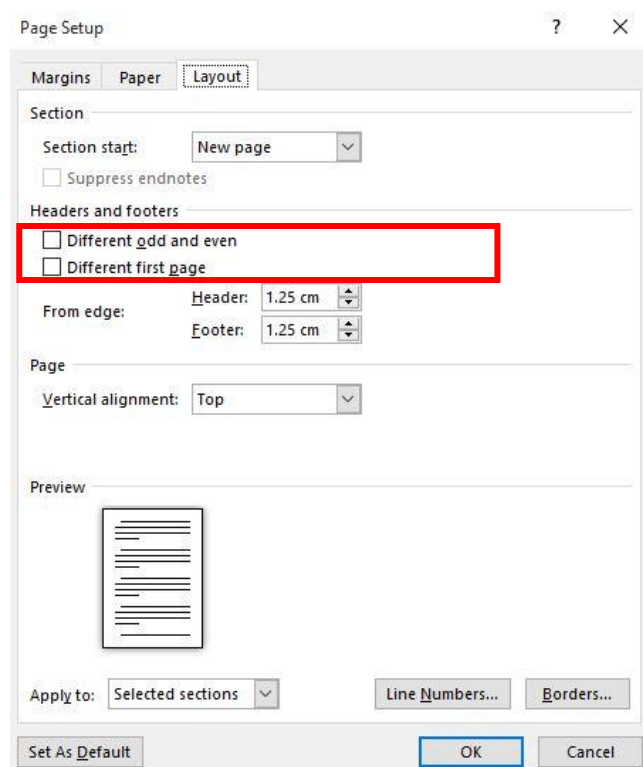 Page Setup ? X
Margins Paper Layout
Section
Section start: New page
Suppress endnotes
Headers and footers
Different odd and even
Different first page
From edge: Header: 1.25 cm
Footer: 1.25 cm
Page
Vertical alignment: Top
Preview
Apply to: Selected sections Line Numbers... Borders...
Set As Default OK Cancel